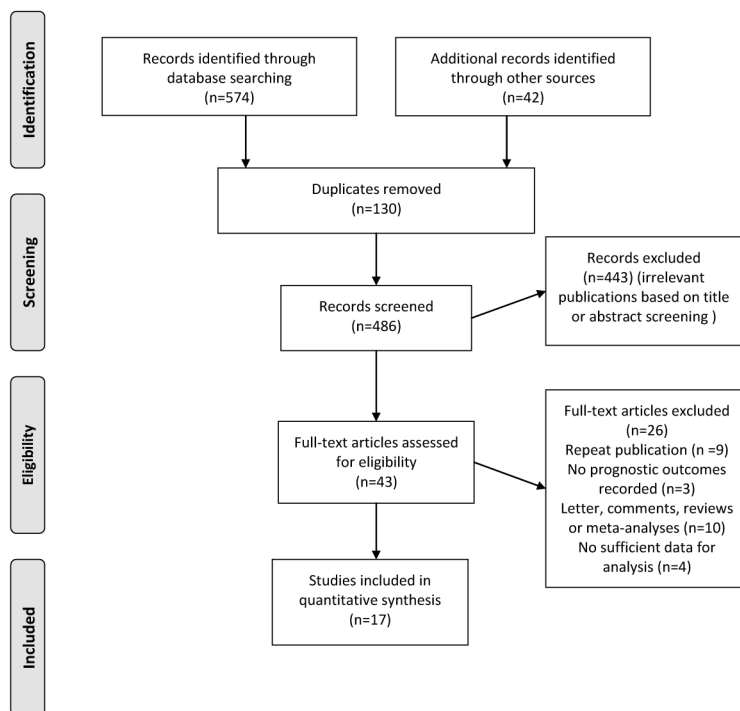 Identification
Records identified through
database searching
(n=574)
Additional records identified
through other sources
(n=42)
Duplicates removed
(n=130)
Screening
Records screened
(n=486)
Records excluded
(n=443) (irrelevant
publications based on title
or abstract screening )
Eligibility
Full-text articles assessed
for eligibility
(n=43)
Full-text articles excluded
(n=26)
Repeat publication (n =9)
No prognostic outcomes
recorded (n=3)
Letter, comments, reviews
or meta-analyses (n=10)
No sufficient data for
analysis (n=4)
Included
Studies included in
quantitative synthesis
(n=17)